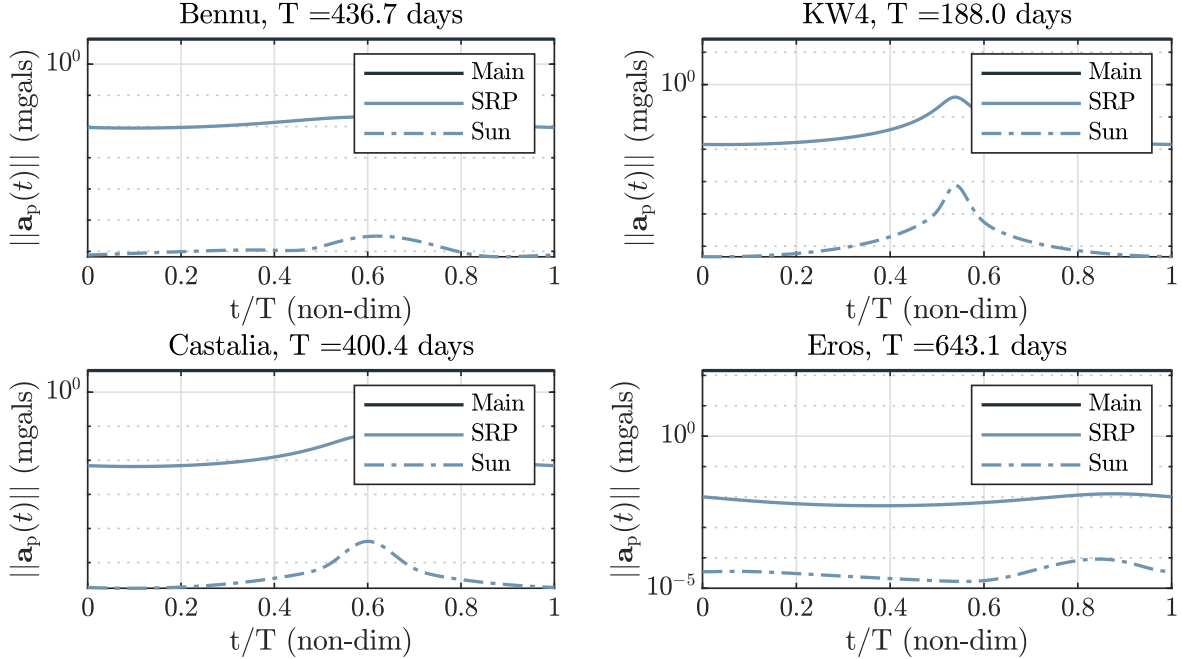 Bennu, T =436.7 days
||a_p(t)|| (mgals)
10^0
Main
SRP
Sun
0 0.2 0.4 0.6 0.8 1
t/T (non-dim)
KW4, T =188.0 days
||a_p(t)|| (mgals)
10^0
Main
SRP
Sun
0 0.2 0.4 0.6 0.8 1
t/T (non-dim)
Castalia, T =400.4 days
||a_p(t)|| (mgals)
10^0
Main
SRP
Sun
0 0.2 0.4 0.6 0.8 1
t/T (non-dim)
Eros, T =643.1 days
||a_p(t)|| (mgals)
10^0
Main
SRP
Sun
10^-5
0 0.2 0.4 0.6 0.8 1
t/T (non-dim)